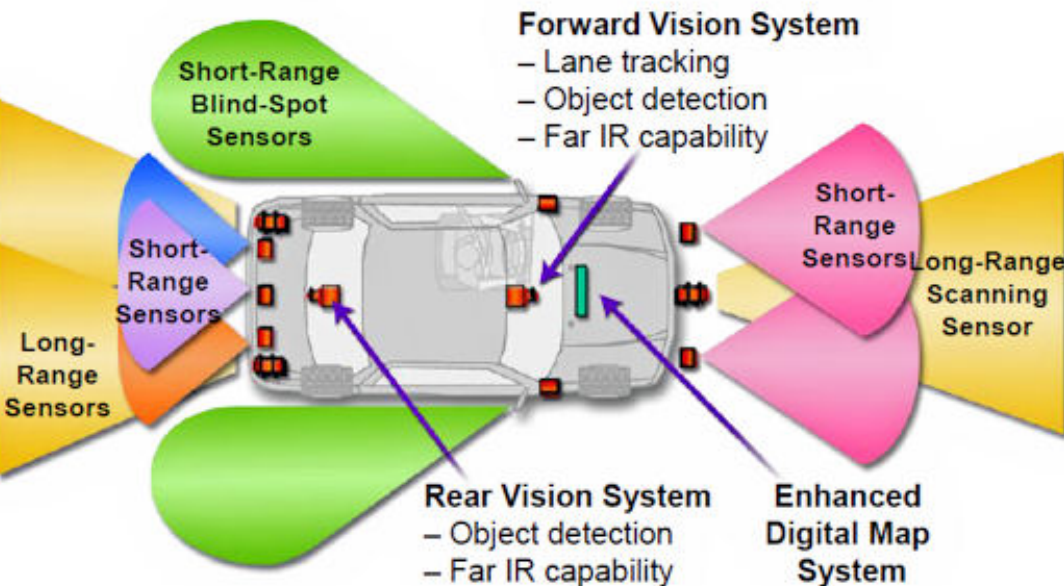 Forward Vision System
– Lane tracking
– Object detection
– Far IR capability
Short-Range
Blind-Spot
Sensors
Short-
Range
Sensors
Long-
Range
Sensors
Short-
Range
Sensors
Long-Range
Scanning
Sensor
Rear Vision System
– Object detection
– Far IR capability
Enhanced
Digital Map
System